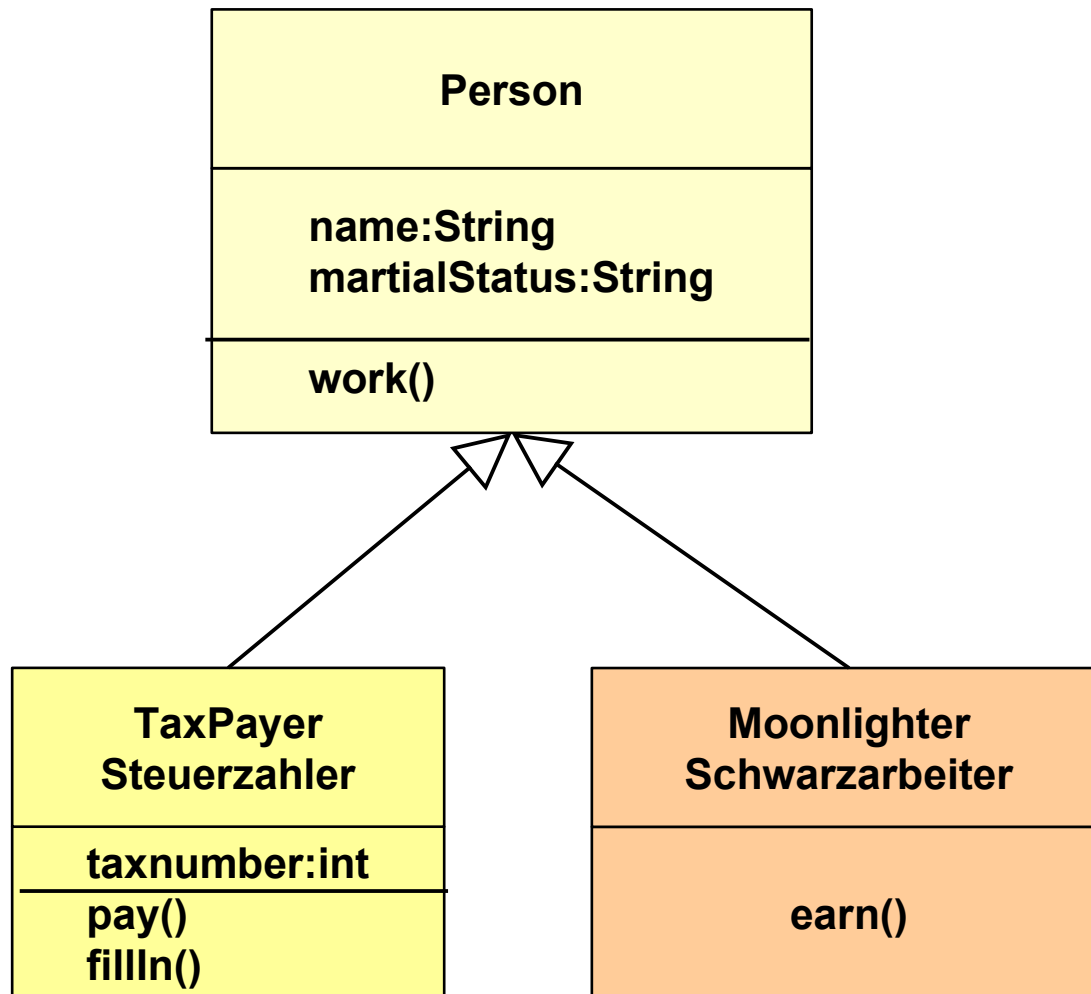 Person
name:String
martialStatus:String
work()
TaxPayer
Steuerzahler
taxnumber:int
pay()
fillIn()
Moonlighter
Schwarzarbeiter
earn()